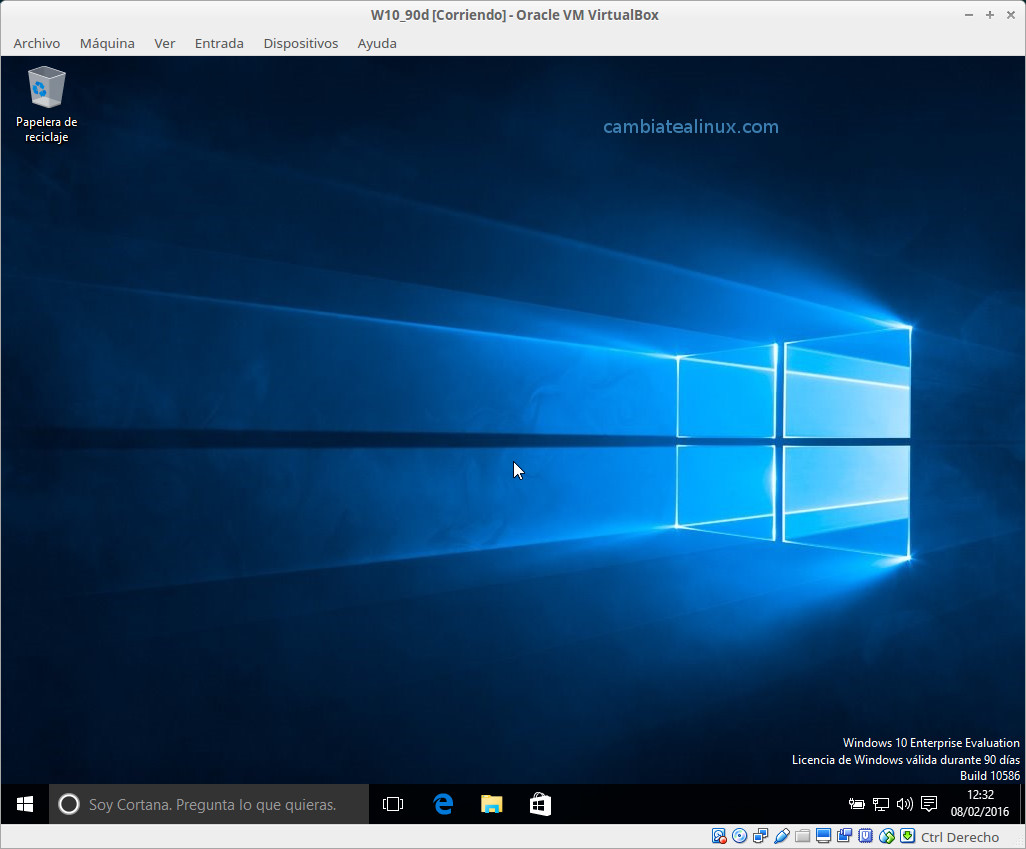 W10_90d [Corriendo] - Oracle VM VirtualBox
Archivo Máquina Ver Entrada Dispositivos Ayuda
Papelera de
reciclaje
cambiatealinux.com
Windows 10 Enterprise Evaluation
Licencia de Windows válida durante 90 días
Build 10586
Soy Cortana. Pregunta lo que quieras.
12:32
08/02/2016
Ctrl Derecho